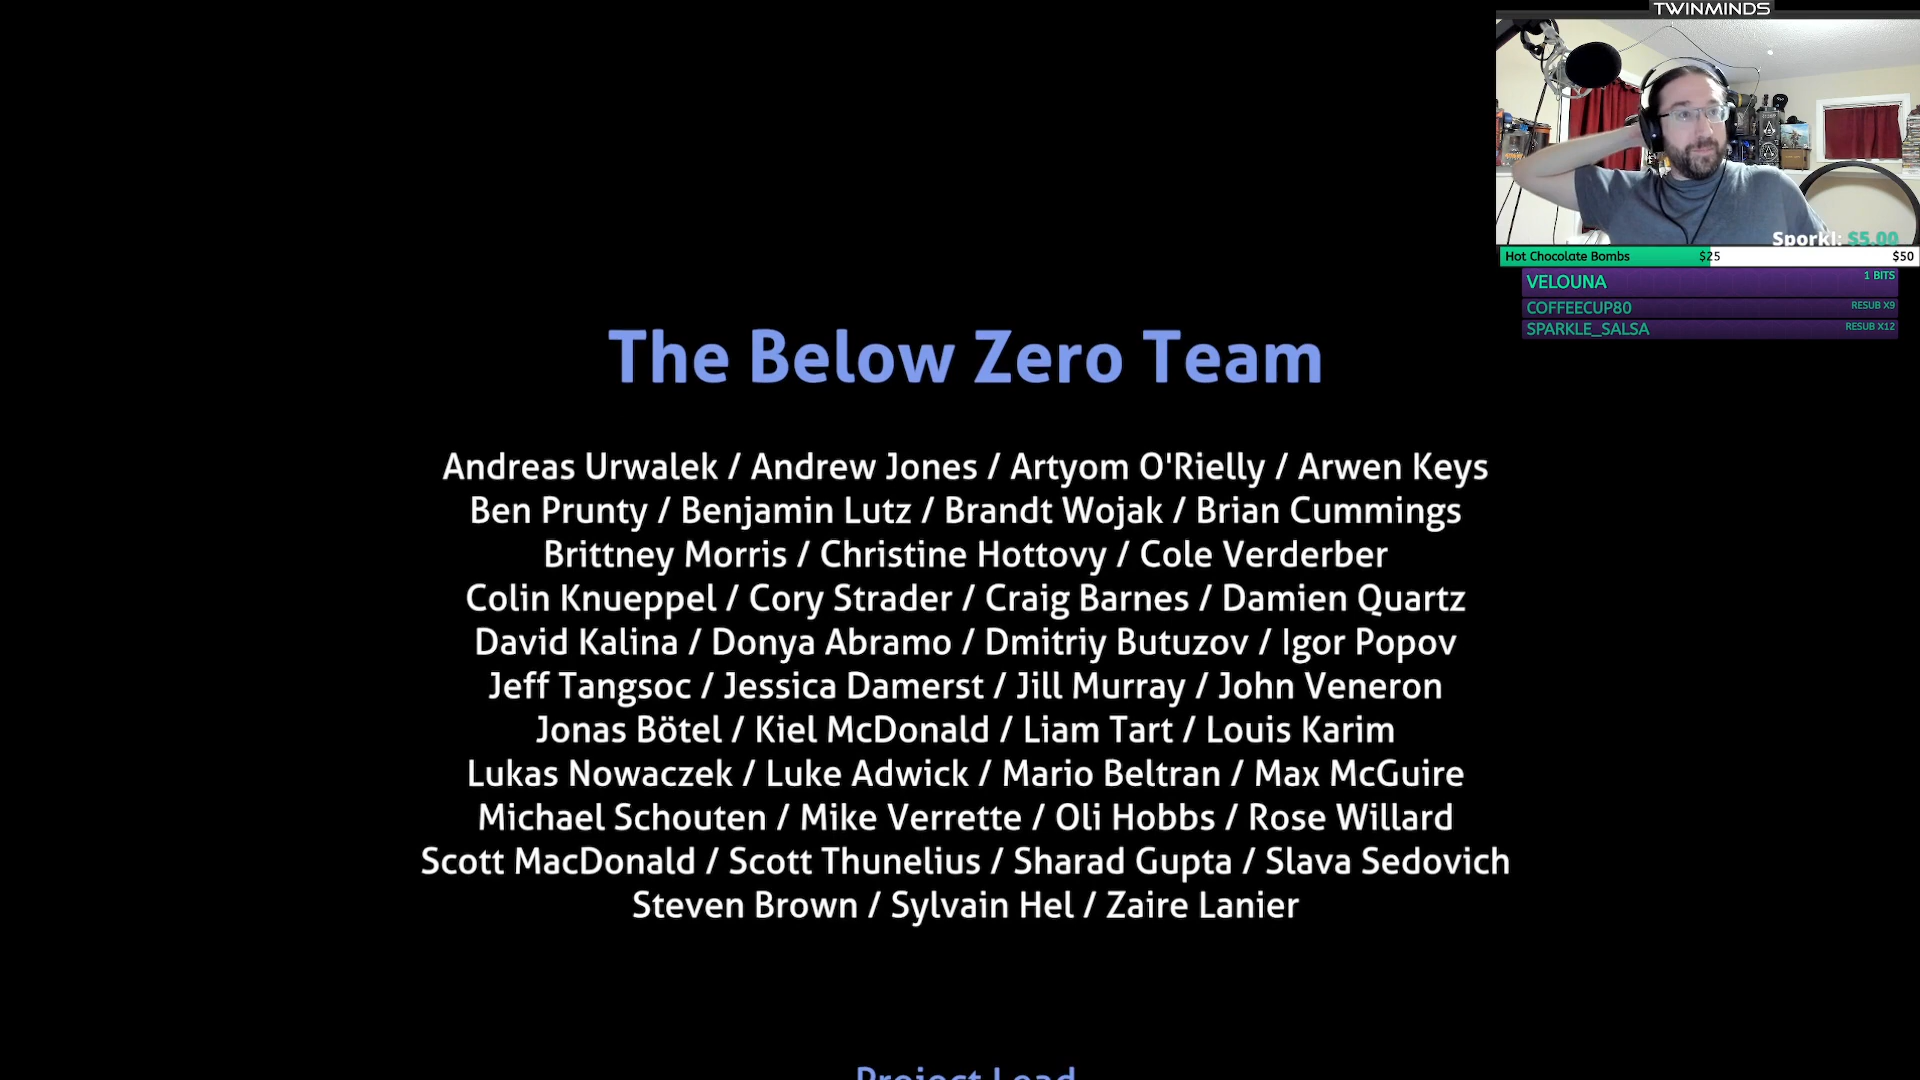 TWINMINDS
Sporkl: $5.00
Hot Chocolate Bombs $25 $50
VELOUNA 1 BITS
COFFEECUP80 RESUB X9
SPARKLE_SALSA RESUB X12
The Below Zero Team
Andreas Urwalek / Andrew Jones / Artyom O'Rielly / Arwen Keys
Ben Prunty / Benjamin Lutz / Brandt Wojak / Brian Cummings
Brittney Morris / Christine Hottovy / Cole Verderber
Colin Knueppel / Cory Strader / Craig Barnes / Damien Quartz
David Kalina / Donya Abramo / Dmitriy Butuzov / Igor Popov
Jeff Tangsoc / Jessica Damerst / Jill Murray / John Veneron
Jonas Bötel / Kiel McDonald / Liam Tart / Louis Karim
Lukas Nowaczek / Luke Adwick / Mario Beltran / Max McGuire
Michael Schouten / Mike Verrette / Oli Hobbs / Rose Willard
Scott MacDonald / Scott Thunelius / Sharad Gupta / Slava Sedovich
Steven Brown / Sylvain Hel / Zaire Lanier
Project Lead